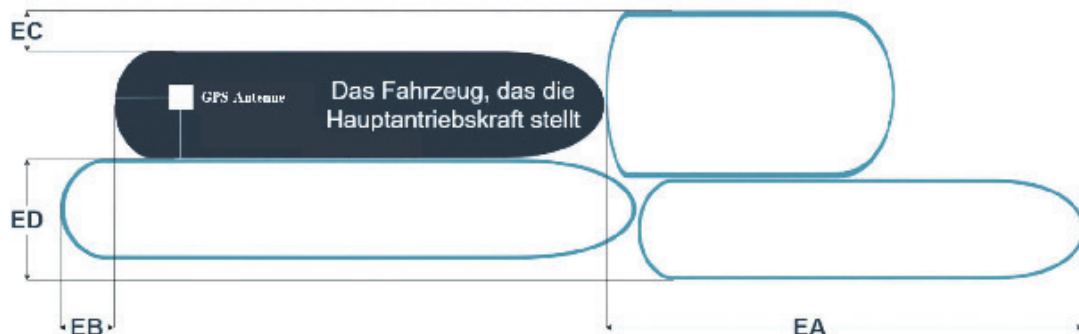 EC
GPS Antenne
Das Fahrzeug, das die
Hauptantriebskraft stellt
ED
EB
EA